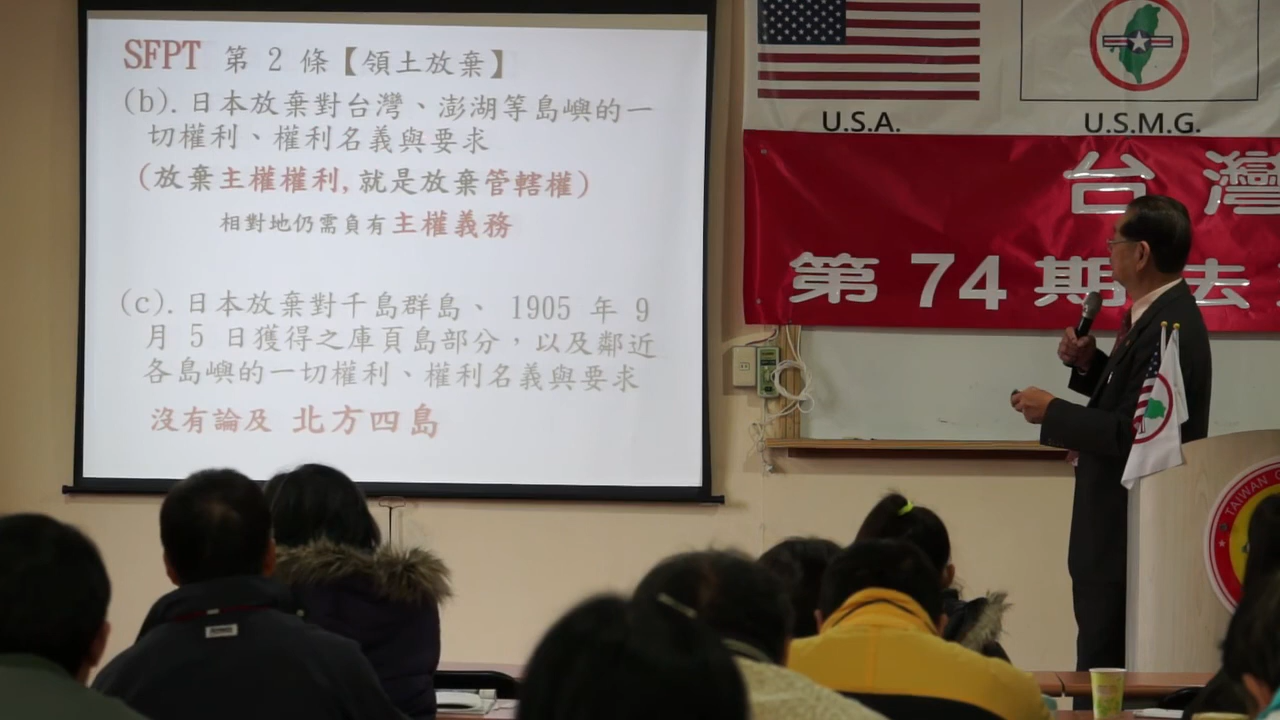 SFPT 第 2 條【領土放棄】
(b). 日本放棄對台灣、澎湖等島嶼的一
切權利、權利名義與要求
(放棄主權權利, 就是放棄管轄權)
相對地仍需負有 主權義務
(c). 日本放棄對千島群島、 1905 年 9
月 5 日獲得之庫頁島部分，以及鄰近
各島嶼的一切權利、權利名義與要求
沒有論及 北方四島
U.S.A.
U.S.M.G.
台灣
第 74 期 法
TAIWAN